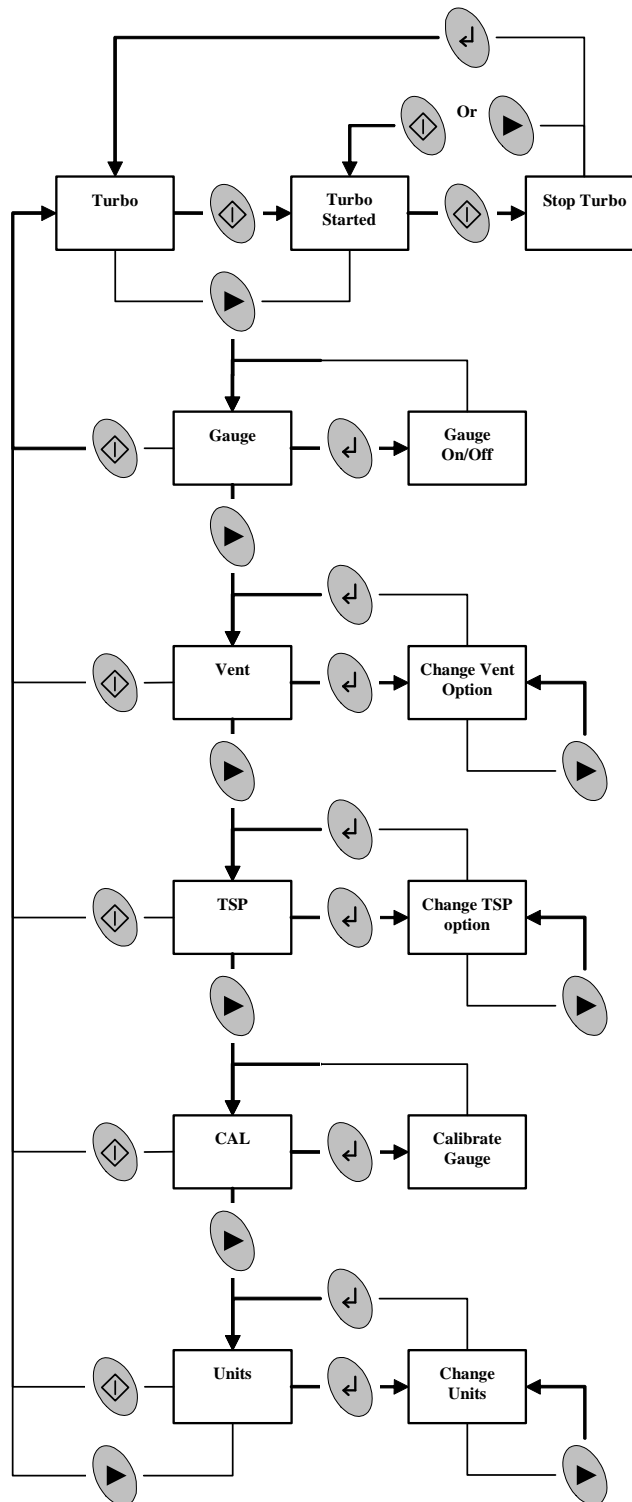 Or
Turbo
Turbo
Started
Stop Turbo
Gauge
Gauge
On/Off
Vent
Change Vent
Option
TSP
Change TSP
option
CAL
Calibrate
Gauge
Units
Change
Units